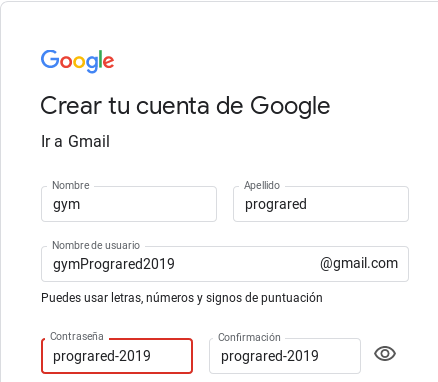 Google
Crear tu cuenta de Google
Ir a Gmail
Nombre Apellido
gym prograred
Nombre de usuario
gymPrograred2019 @gmail.com
Puedes usar letras, números y signos de puntuación
Contraseña Confirmación
prograred-2019 prograred-2019